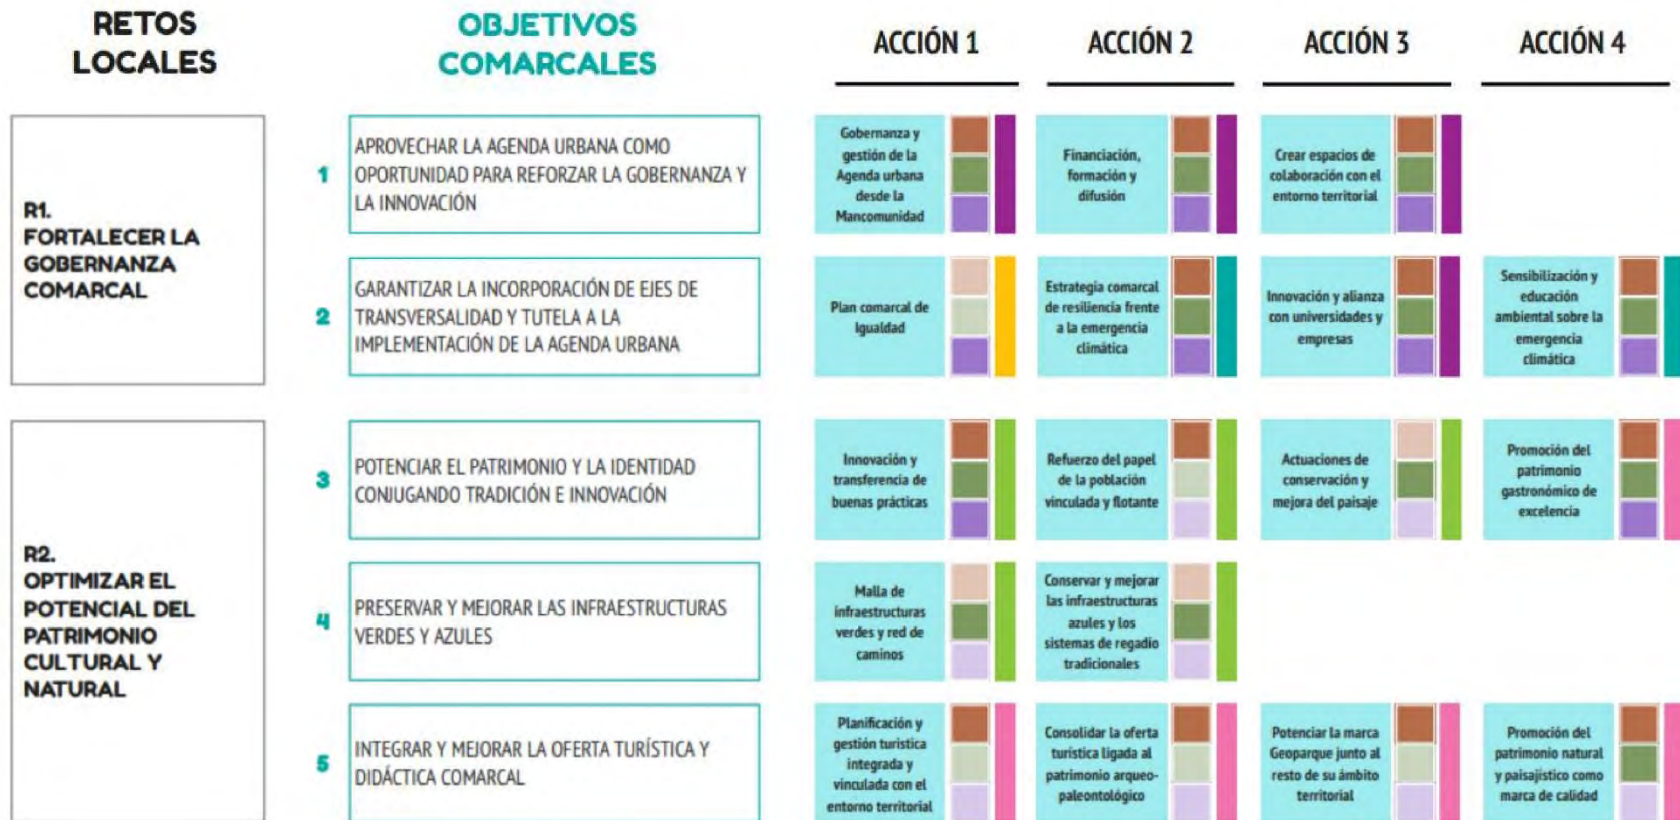 RETOS
LOCALES
OBJETIVOS
COMARCALES
ACCIÓN 1
ACCIÓN 2
ACCIÓN 3
ACCIÓN 4
R1.
FORTALECER LA
GOBERNANZA
COMARCAL
1
APROVECHAR LA AGENDA URBANA COMO
OPORTUNIDAD PARA REFORZAR LA GOBERNANZA Y
LA INNOVACIÓN
Gobernanza y
gestión de la
Agenda urbana
desde la
Mancomunidad
Financiación,
formación y
difusión
Crear espacios de
colaboración con el
entorno territorial
2
GARANTIZAR LA INCORPORACIÓN DE EJES DE
TRANSVERSALIDAD Y TUTELA A LA
IMPLEMENTACIÓN DE LA AGENDA URBANA
Plan comarcal de
Igualdad
Estrategia comarcal
de resiliencia frente
a la emergencia
climática
Innovación y alianza
con universidades y
empresas
Sensibilización y
educación
ambiental sobre la
emergencia
climática
R2.
OPTIMIZAR EL
POTENCIAL DEL
PATRIMONIO
CULTURAL Y
NATURAL
3
POTENCIAR EL PATRIMONIO Y LA IDENTIDAD
CONJUGANDO TRADICIÓN E INNOVACIÓN
Innovación y
transferencia de
buenas prácticas
Refuerzo del papel
de la población
vinculada y flotante
Actuaciones de
conservación y
mejora del paisaje
Promoción del
patrimonio
gastronómico de
excelencia
4
PRESERVAR Y MEJORAR LAS INFRAESTRUCTURAS
VERDES Y AZULES
Malla de
infraestructuras
verdes y red de
caminos
Conservar y mejorar
las infraestructuras
azules y los
sistemas de regadío
tradicionales
5
INTEGRAR Y MEJORAR LA OFERTA TURÍSTICA Y
DIDÁCTICA COMARCAL
Planificación y
gestión turística
integrada y
vinculada con el
entorno territorial
Consolidar la oferta
turística ligada al
patrimonio arqueo-
paleontológico
Potenciar la marca
Geoparque junto al
resto de su ámbito
territorial
Promoción del
patrimonio natural
y paisajístico como
marca de calidad